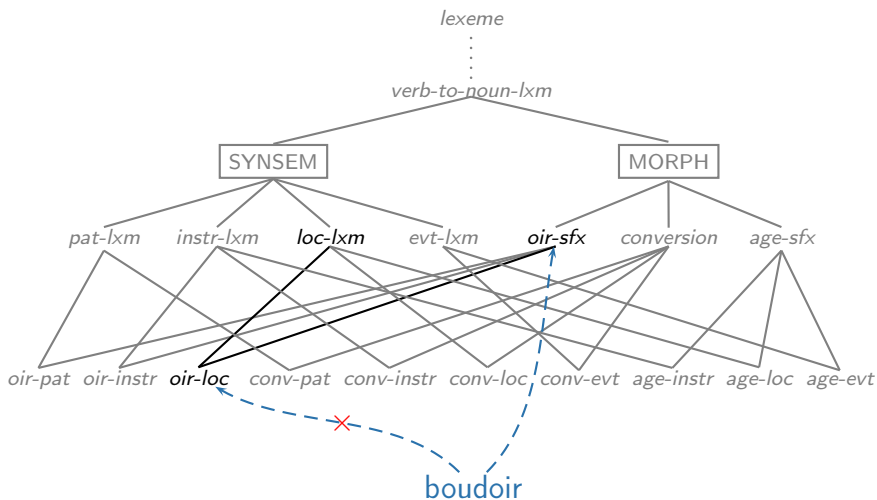 lexeme
verb-to-noun-lxm
SYNSEM MORPH
pat-lxm instr-lxm loc-lxm evt-lxm oir-sfx conversion age-sfx
oir-pat oir-instr oir-loc conv-pat conv-instr conv-loc conv-evt age-instr age-loc age-evt
boudoir